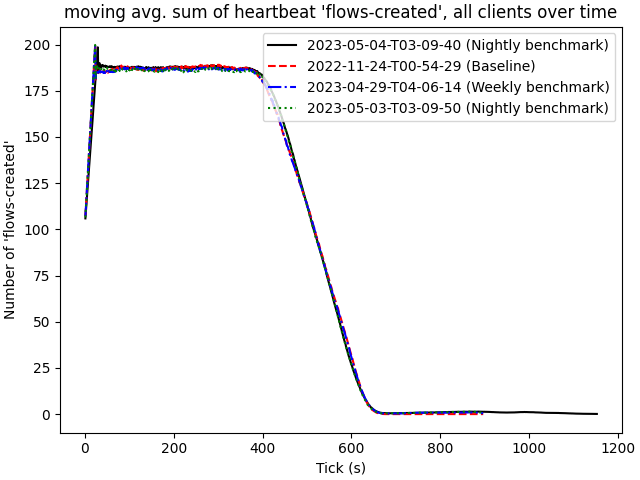 moving avg. sum of heartbeat 'flows-created', all clients over time
2023-05-04-T03-09-40 (Nightly benchmark)
2022-11-24-T00-54-29 (Baseline)
2023-04-29-T04-06-14 (Weekly benchmark)
2023-05-03-T03-09-50 (Nightly benchmark)
Number of 'flows-created'
200
175
150
125
100
75
50
25
0
0 200 400 600 800 1000 1200
Tick (s)